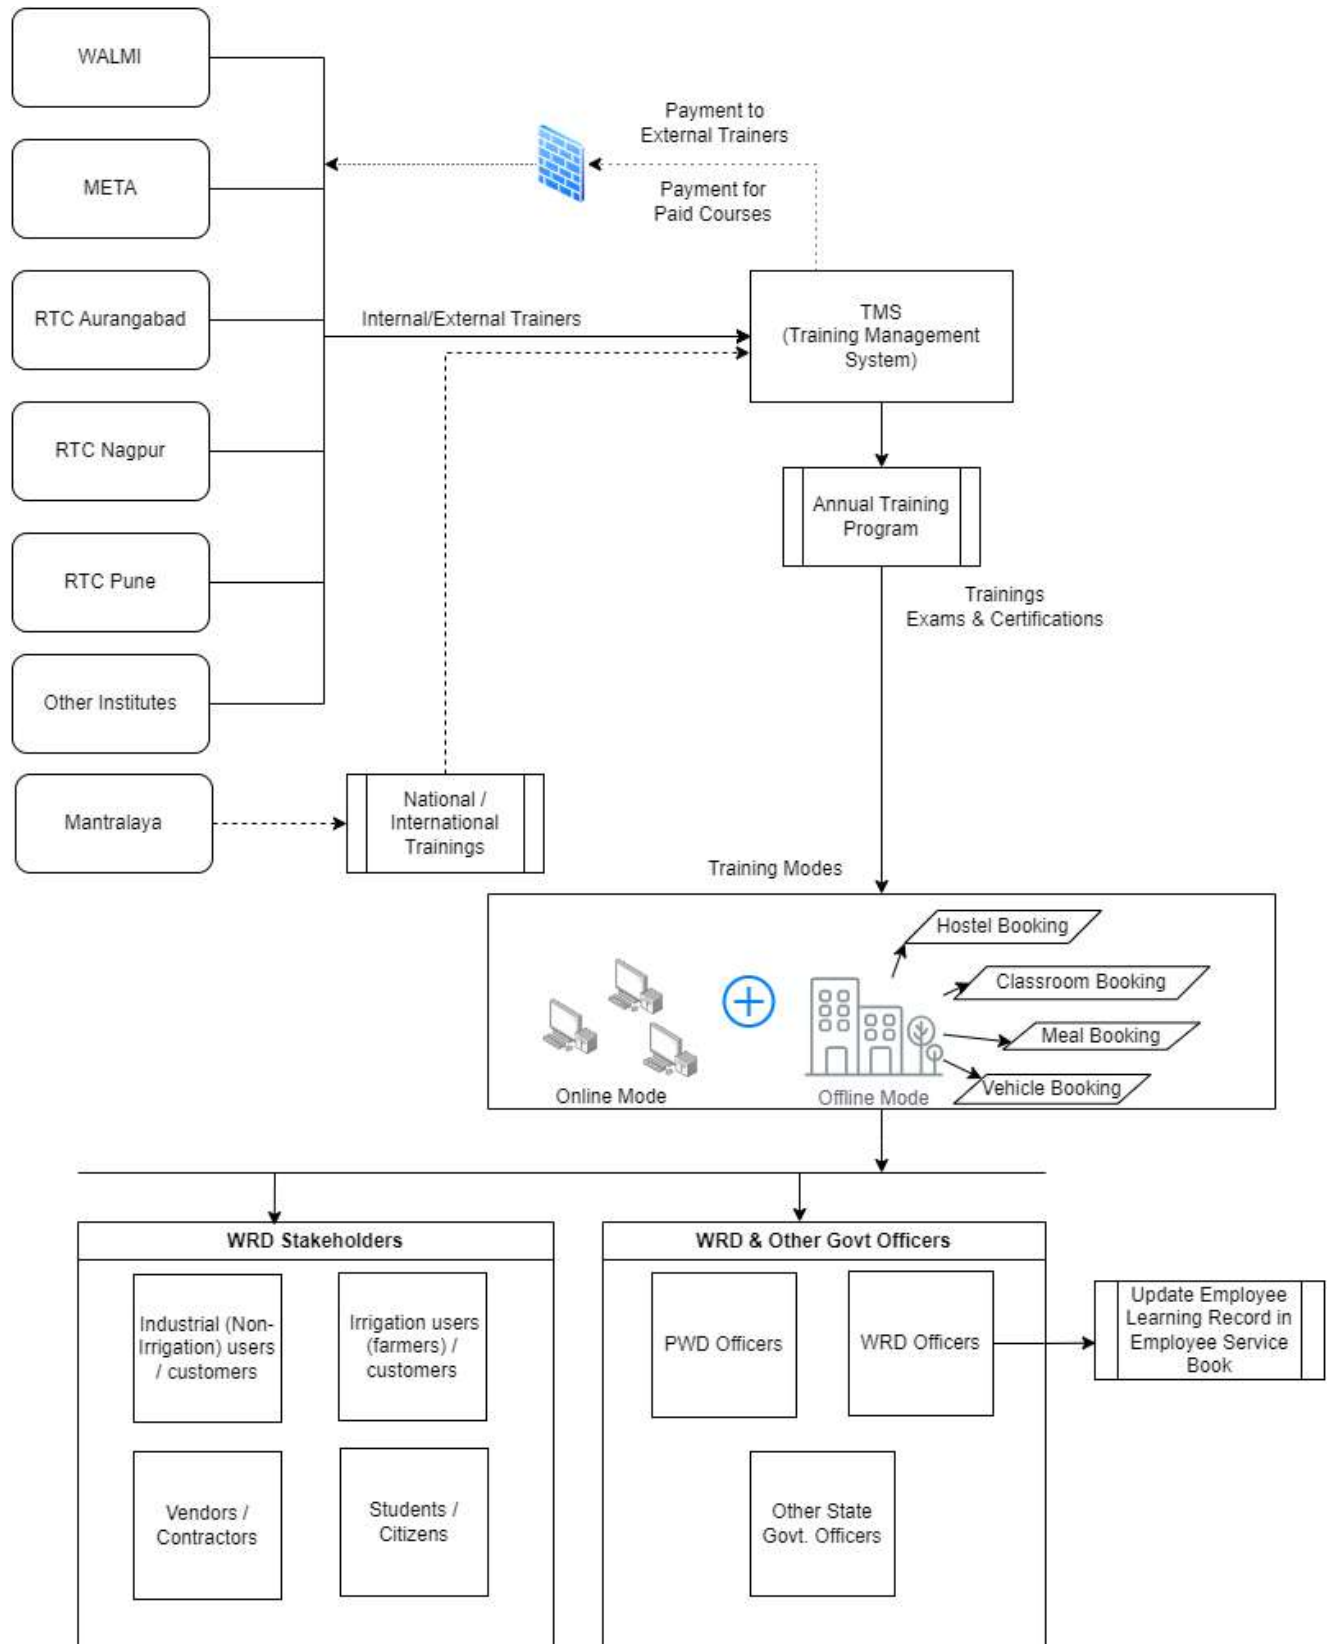 WALMI
Payment to
External Trainers
META
Payment for
Paid Courses
RTC Aurangabad
Internal/External Trainers
TMS
(Training Management
System)
RTC Nagpur
Annual Training
Program
RTC Pune
Trainings
Exams & Certifications
Other Institutes
Mantralaya
National /
International
Trainings
Training Modes
Hostel Booking
Classroom Booking
Meal Booking
Vehicle Booking
Online Mode
Offline Mode
WRD Stakeholders
Industrial (Non-
Irrigation) users
/ customers
Irrigation users
(farmers) /
customers
Vendors /
Contractors
Students /
Citizens
WRD & Other Govt Officers
PWD Officers
WRD Officers
Other State
Govt. Officers
Update Employee
Learning Record in
Employee Service
Book